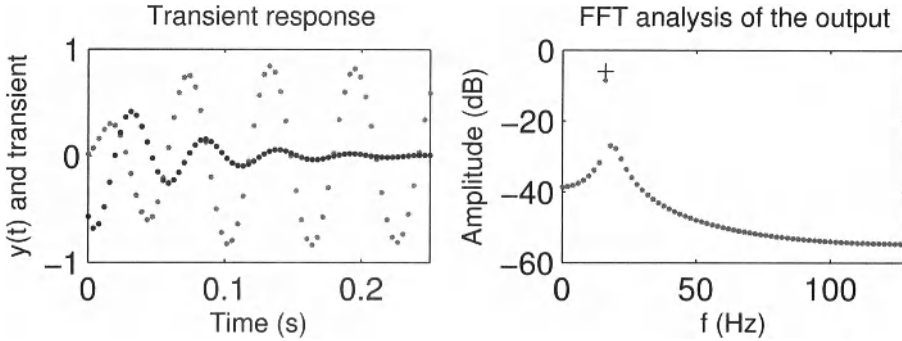 Transient response
y(t) and transient
1
0
−1
0
0.1
0.2
Time (s)
FFT analysis of the output
Amplitude (dB)
0
−20
−40
−60
0
50
100
f (Hz)